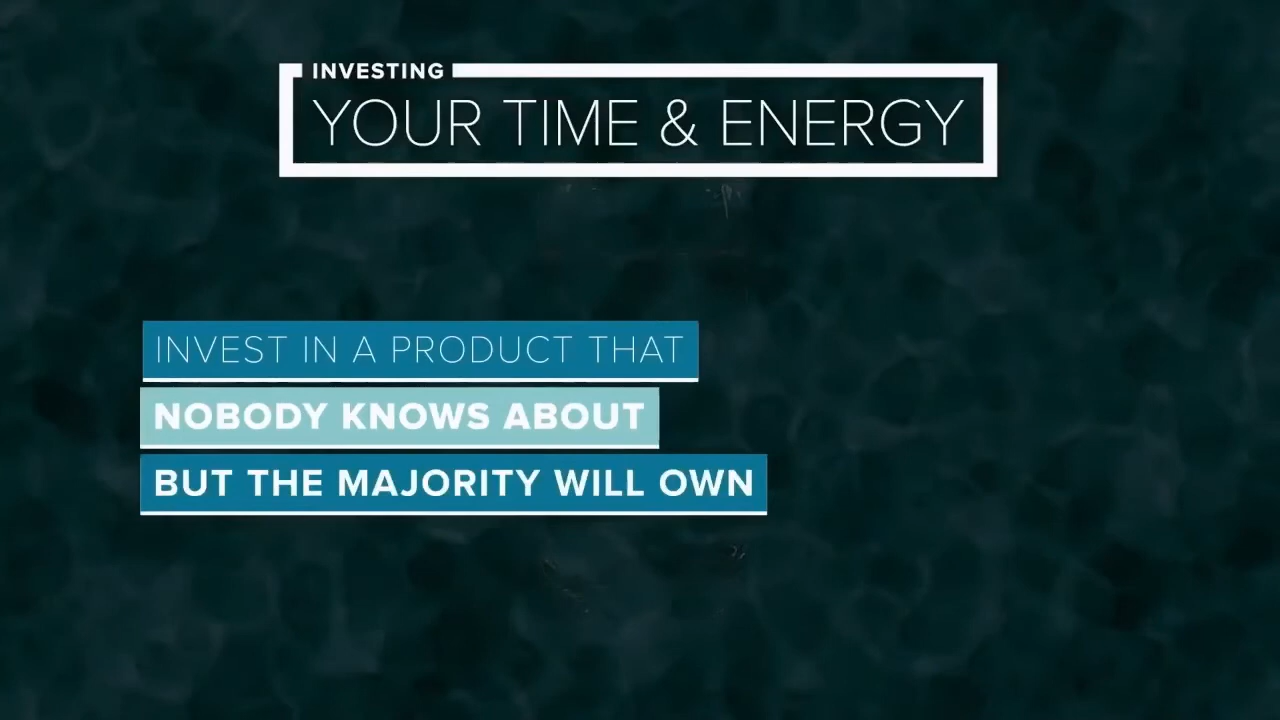 INVESTING
YOUR TIME & ENERGY
INVEST IN A PRODUCT THAT
NOBODY KNOWS ABOUT
BUT THE MAJORITY WILL OWN